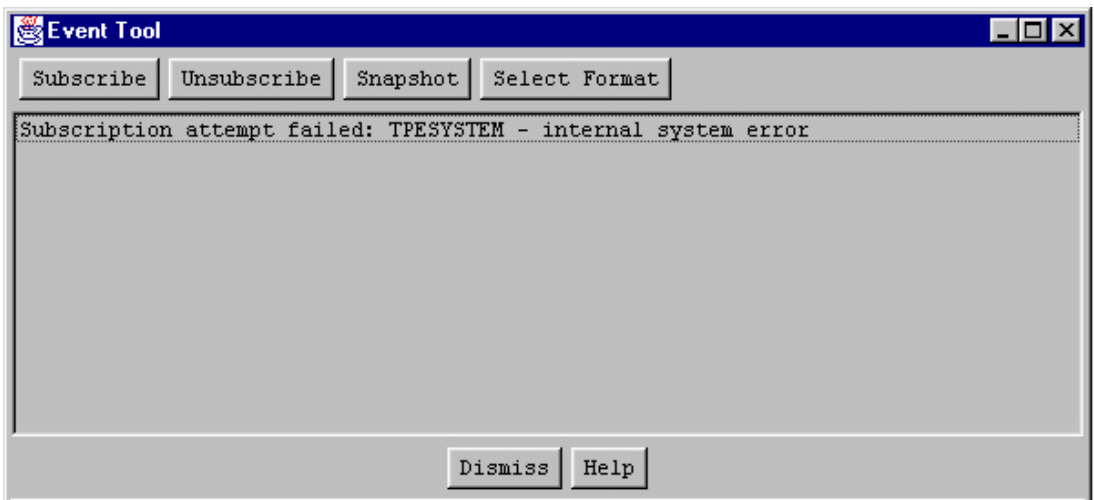 Event Tool
Subscribe Unsubscribe Snapshot Select Format
Subscription attempt failed: TPESYSTEM - internal system error
Dismiss Help